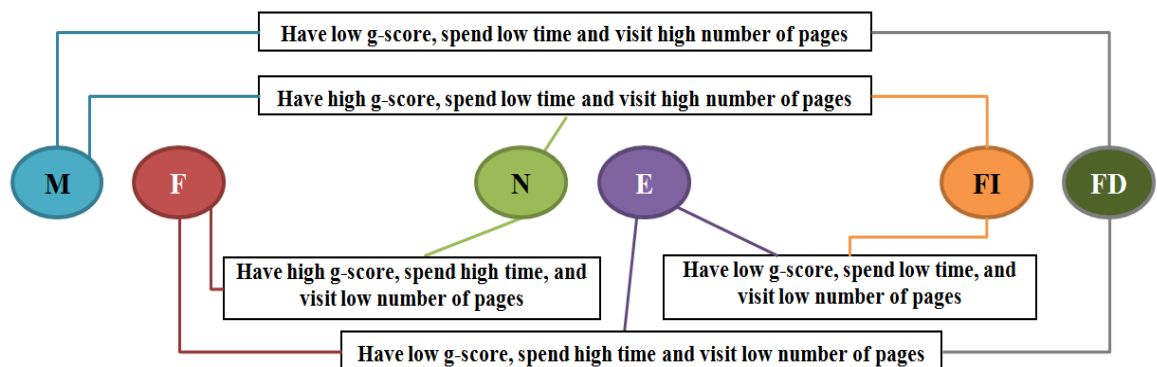 Have low g-score, spend low time and visit high number of pages
Have high g-score, spend low time and visit high number of pages
M
F
N
E
FI
FD
Have high g-score, spend high time, and
visit low number of pages
Have low g-score, spend low time, and
visit low number of pages
Have low g-score, spend high time and visit low number of pages